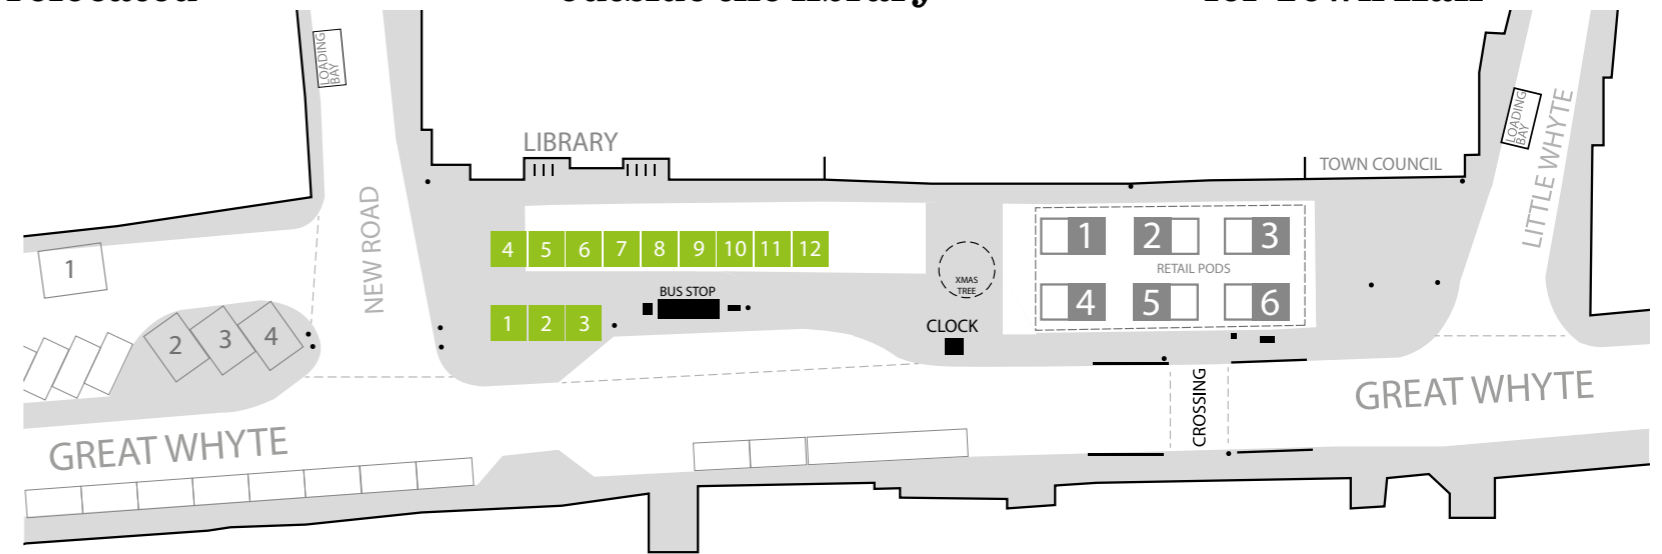 LOADING
BAY
LIBRARY
NEW ROAD
TOWN COUNCIL
LOADING
BAY
LITTLE WHYTE
1
2 3 4
4 5 6 7 8 9 10 11 12
1 2 3
BUS STOP
XMAS
TREE
CLOCK
1 2 3
RETAIL PODS
4 5 6
CROSSING
GREAT WHYTE
GREAT WHYTE